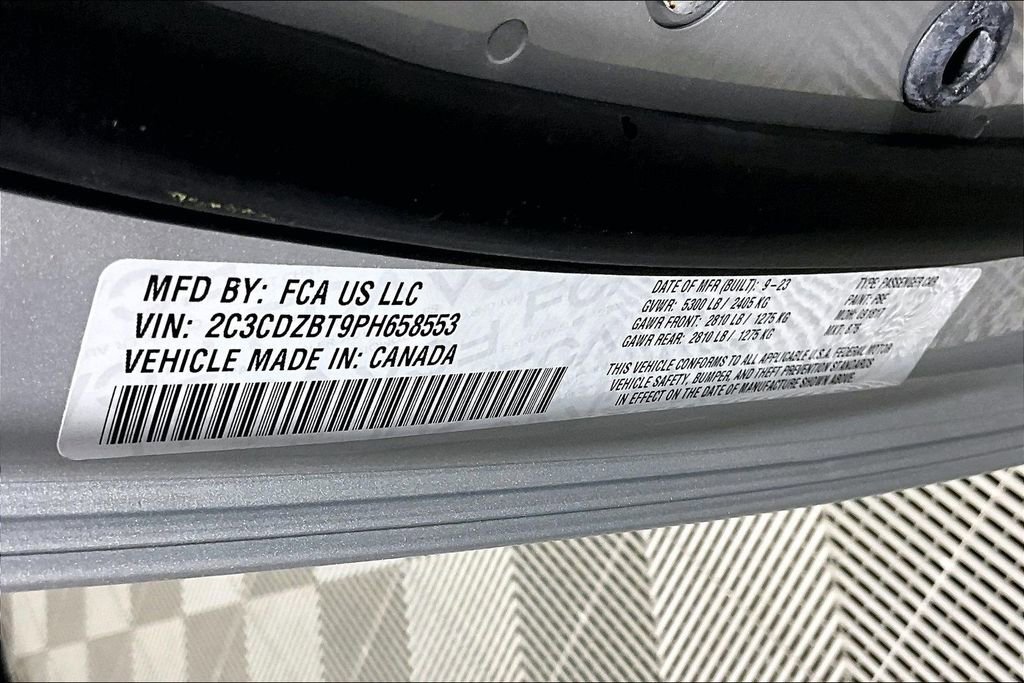 MFD BY: FCA US LLC
VIN: 2C3CDZBT9PH658553
VEHICLE MADE IN: CANADA
DATE OF MFR (BUILT): 9-23
GVWR: 5300 LB / 2405 KG
GAWR FRONT: 2810 LB / 1275 KG
GAWR REAR: 2810 LB / 1275 KG
TYPE: PASSENGER CAR
PAINT:
MDH:
MKT:
THIS VEHICLE CONFORMS TO ALL APPLICABLE U.S.A. FEDERAL MOTOR
VEHICLE SAFETY, BUMPER, AND THEFT PREVENTION STANDARDS
IN EFFECT ON THE DATE OF MANUFACTURE SHOWN ABOVE.